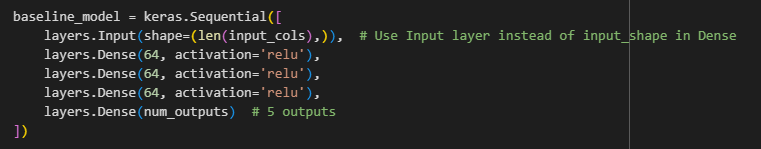 baseline_model = keras.Sequential([
    layers.Input(shape=(len(input_cols),)),  # Use Input layer instead of input_shape in Dense
    layers.Dense(64, activation='relu'),
    layers.Dense(64, activation='relu'),
    layers.Dense(64, activation='relu'),
    layers.Dense(num_outputs)  # 5 outputs
])